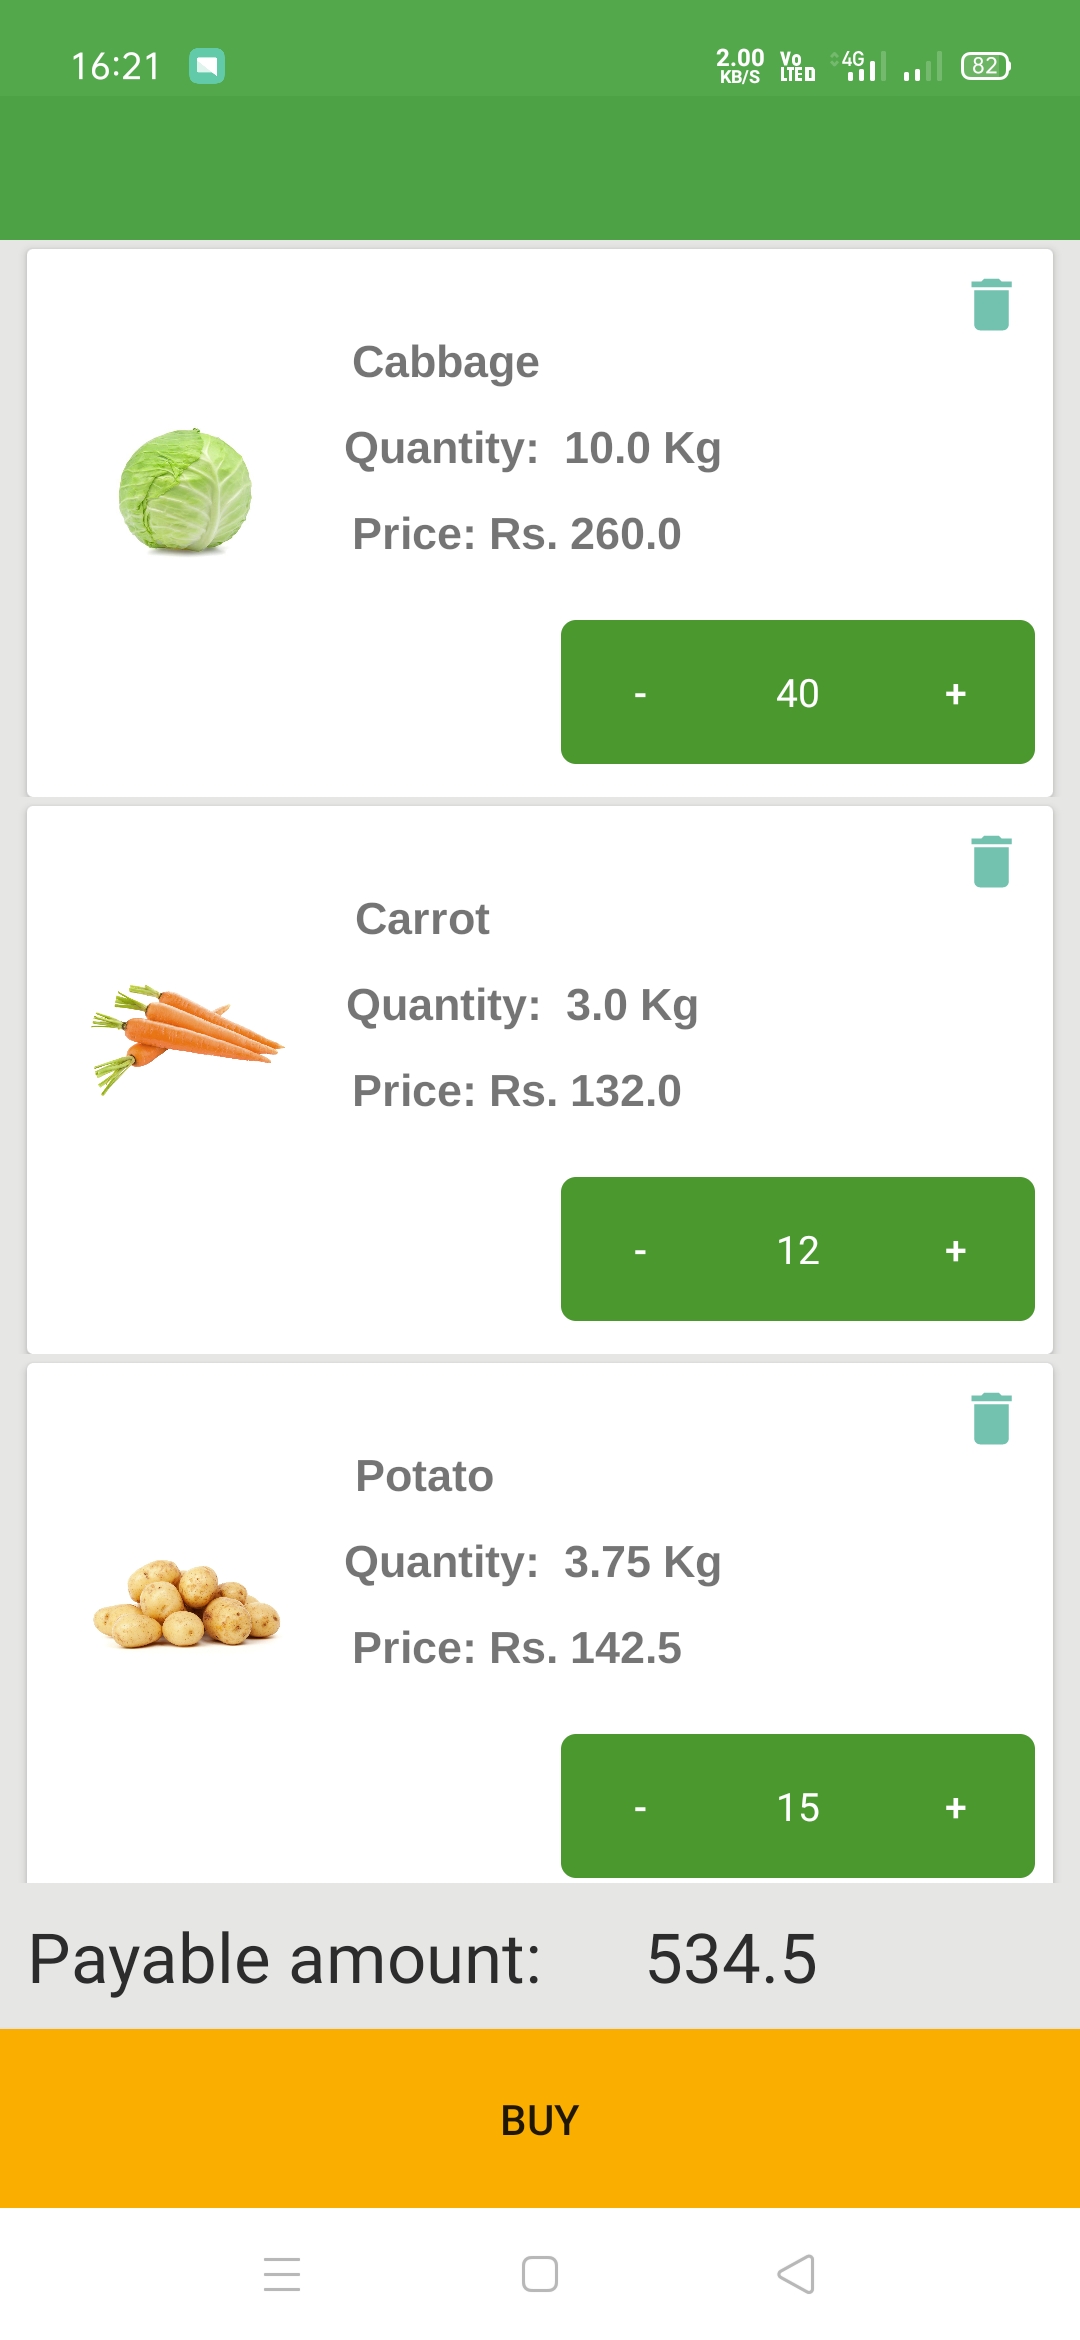 16:21 2.00 KB/S Vo LTE 4G 82
Cabbage
Quantity: 10.0 Kg
Price: Rs. 260.0
- 40 +
Carrot
Quantity: 3.0 Kg
Price: Rs. 132.0
- 12 +
Potato
Quantity: 3.75 Kg
Price: Rs. 142.5
- 15 +
Payable amount: 534.5
BUY